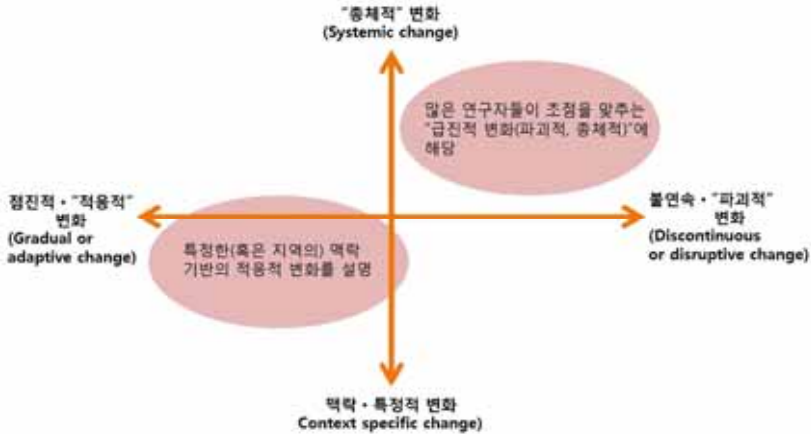 “총체적” 변화
(Systemic change)
많은 연구자들이 초점을 맞추는
“급진적 변화(파괴적, 총체적)”에
해당
점진적・“적응적”
변화
(Gradual or
adaptive change)
불연속・“파괴적”
변화
(Discontinuous
or disruptive change)
특정한(혹은 지역의) 맥락
기반의 적응적 변화를 설명
맥락・특정적 변화
Context specific change)